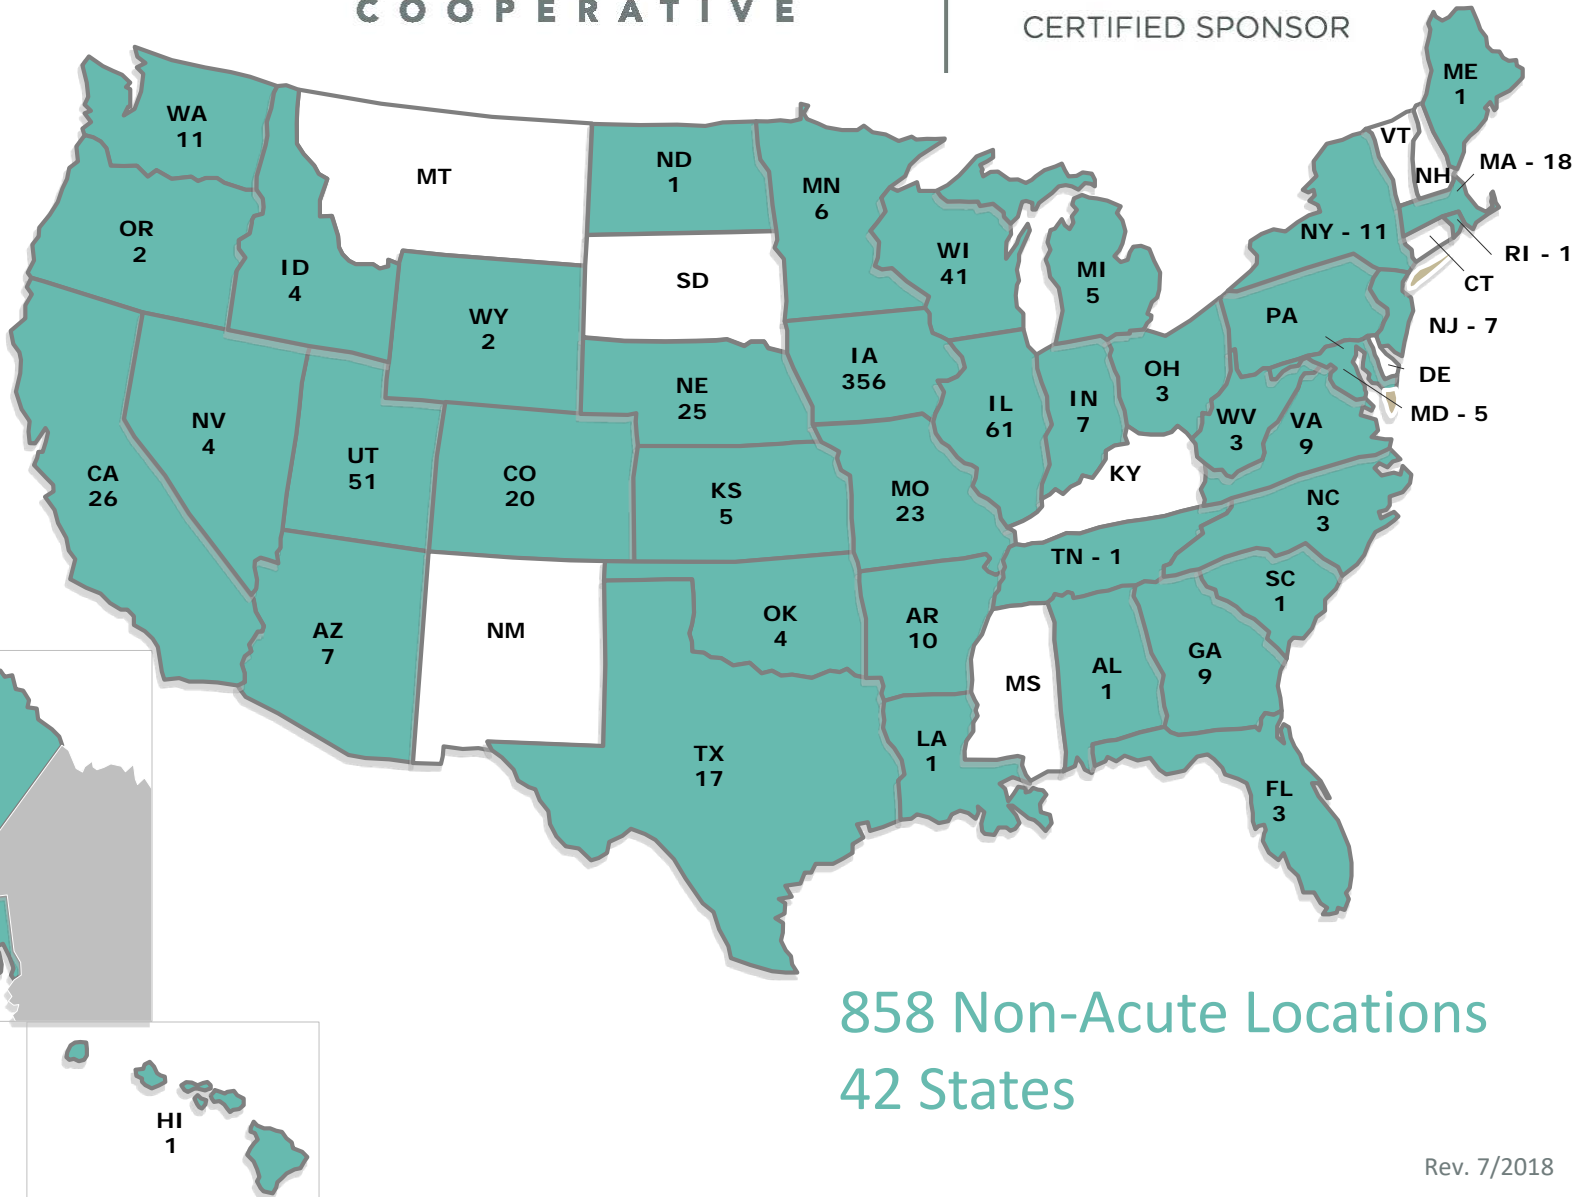 COOPERATIVE
CERTIFIED SPONSOR
ME
1
WA
11
VT
MA - 18
ND
1
MT
NH
MN
6
OR
2
NY - 11
RI - 1
WI
41
ID
4
MI
5
SD
CT
WY
2
PA
NJ - 7
IA
356
OH
3
DE
NE
25
IN
7
IL
61
MD - 5
NV
4
WV
3
VA
9
UT
51
CA
26
CO
20
KY
KS
5
MO
23
NC
3
TN - 1
SC
1
AZ
7
NM
OK
4
AR
10
GA
9
MS
AL
1
TX
17
LA
1
FL
3
858 Non-Acute Locations
42 States
HI
1
Rev. 7/2018